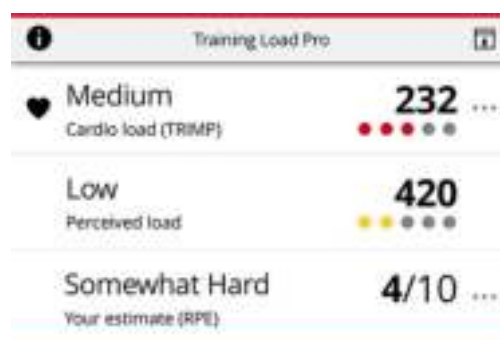 Training Load Pro
Medium
232 ...
Cardio load (TRIMP)
Low
420
Perceived load
Somewhat Hard
4/10 ...
Your estimate (RPE)